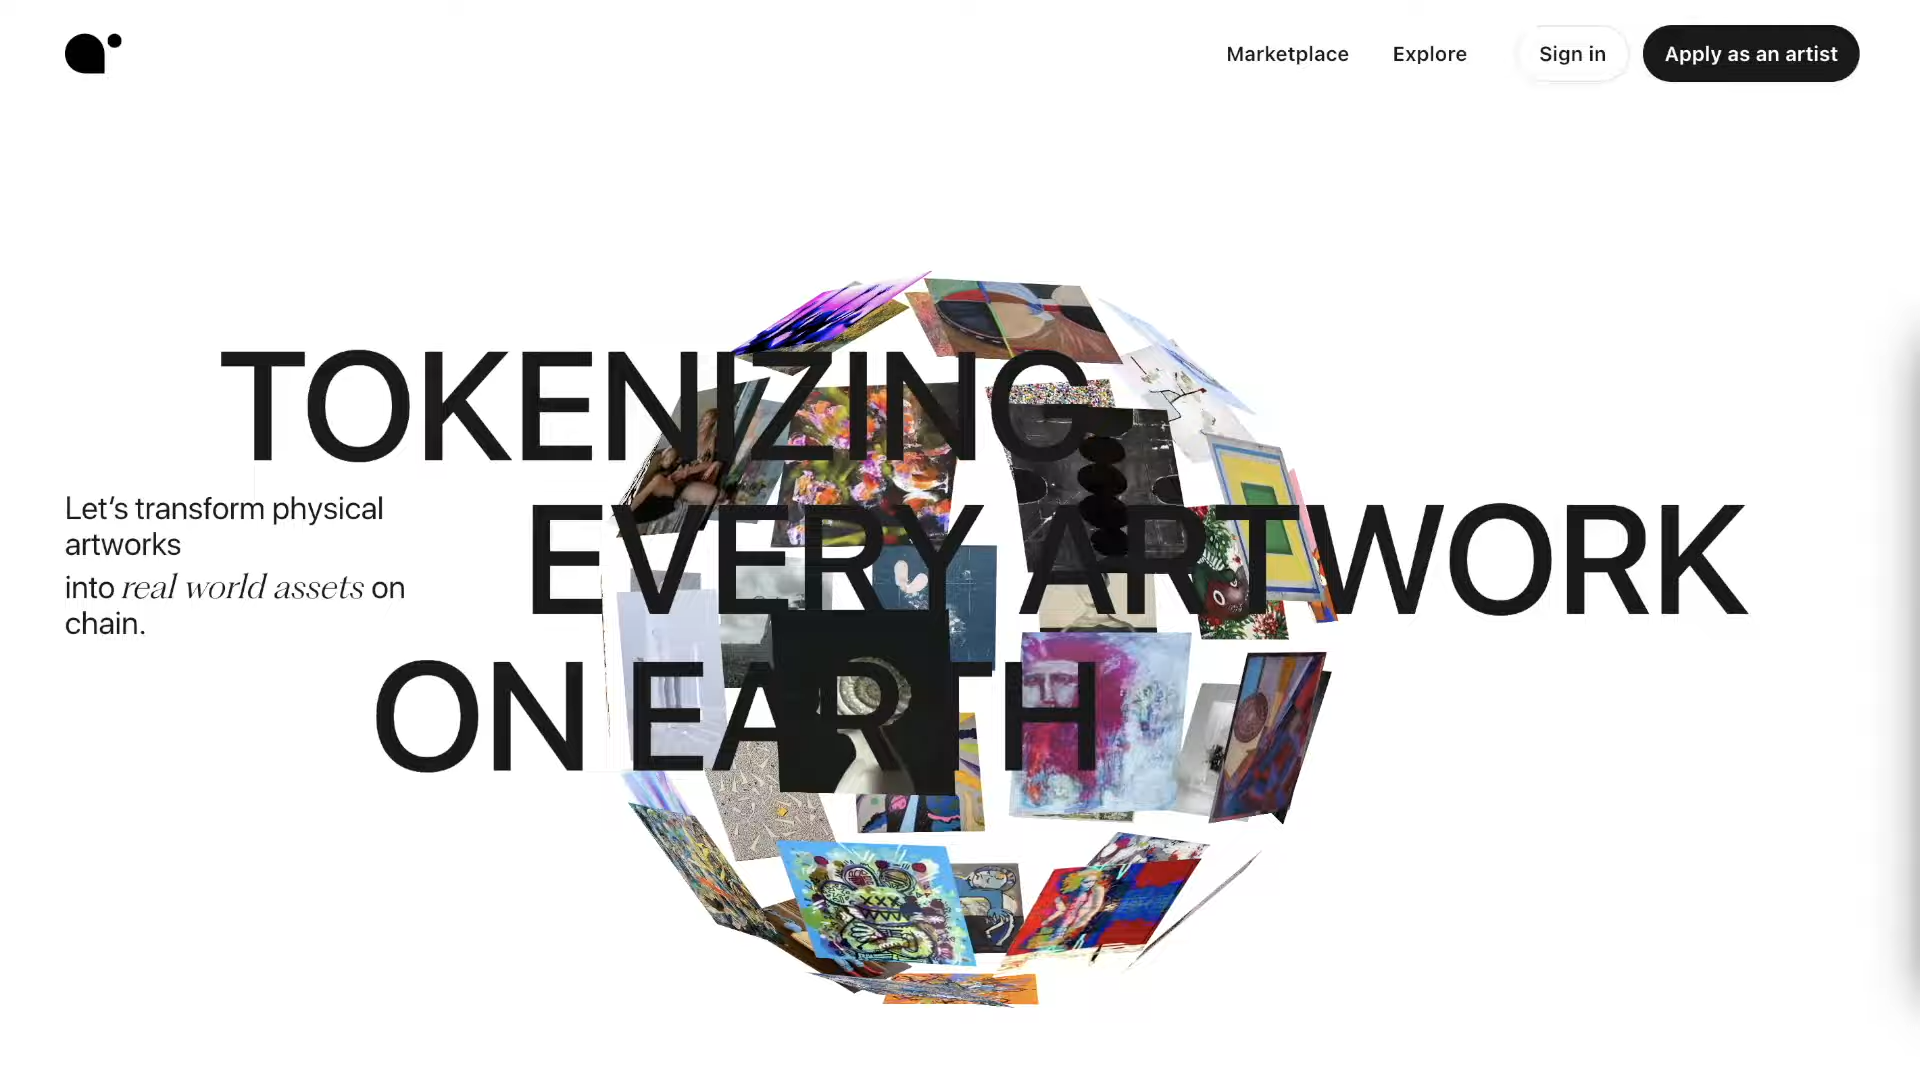 Marketplace Explore Sign in Apply as an artist
TOKENIZING
EVERY ARTWORK
ON EARTH
Let’s transform physical
artworks
into real world assets on
chain.